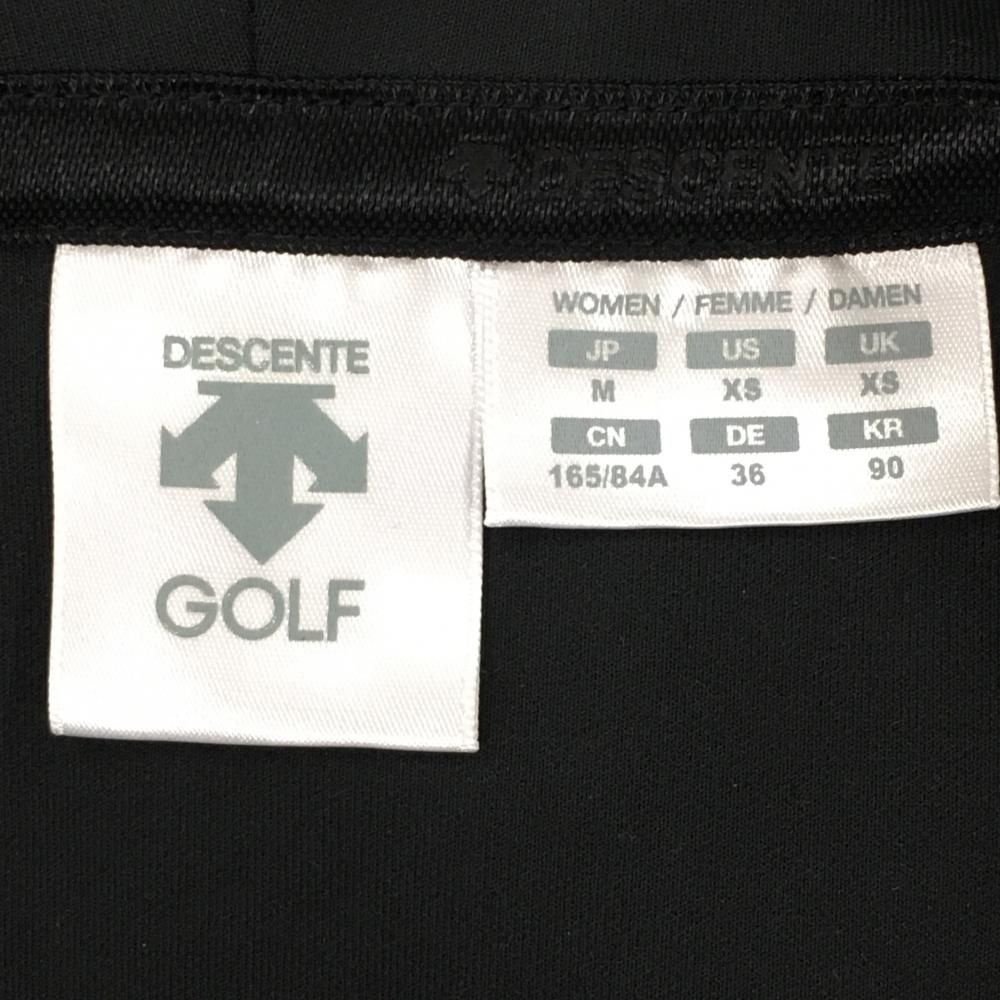 DESCENTE
DESCENTE
GOLF
WOMEN / FEMME / DAMEN
JP US UK
M XS XS
CN DE KR
165/84A 36 90